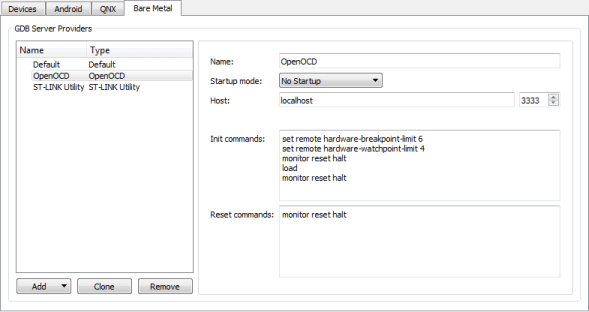 Devices Android QNX Bare Metal
GDB Server Providers
Name Type
Default Default
OpenOCD OpenOCD
ST-LINK Utility ST-LINK Utility
Name: OpenOCD
Startup mode: No Startup
Host: localhost 3333
Init commands: set remote hardware-breakpoint-limit 6
set remote hardware-watchpoint-limit 4
monitor reset halt
load
monitor reset halt
Reset commands: monitor reset halt
Add Clone Remove